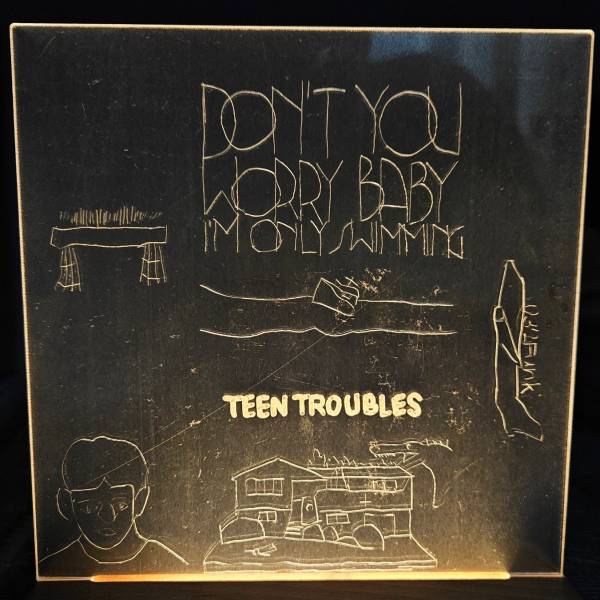 DON'T YOU
WORRY BABY
I'M ONLY SWIMMING
TEEN TROUBLES